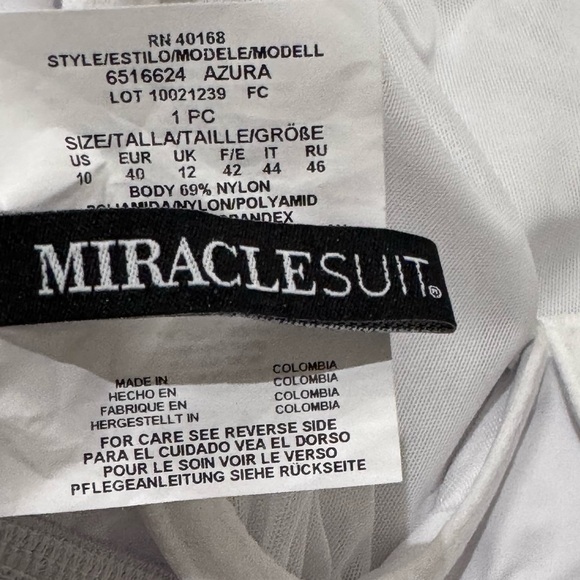 RN 40168
STYLE/ESTILO/MODELE/MODELL
6516624 AZURA
LOT 10021239 FC
1 PC
SIZE/TALLA/TAILLE/GRÖßE
US EUR UK F/E IT RU
10 40 12 42 44 46
BODY 69% NYLON
POLIAMIDA/NYLON/POLYAMID
MIRACLESUIT®
MADE IN COLOMBIA
HECHO EN COLOMBIA
FABRIQUE EN COLOMBIA
HERGESTELLT IN COLOMBIA
FOR CARE SEE REVERSE SIDE
PARA EL CUIDADO VEA EL DORSO
POUR LE SOIN VOIR LE VERSO
PFLEGEANLEITUNG SIEHE RÜCKSEITE